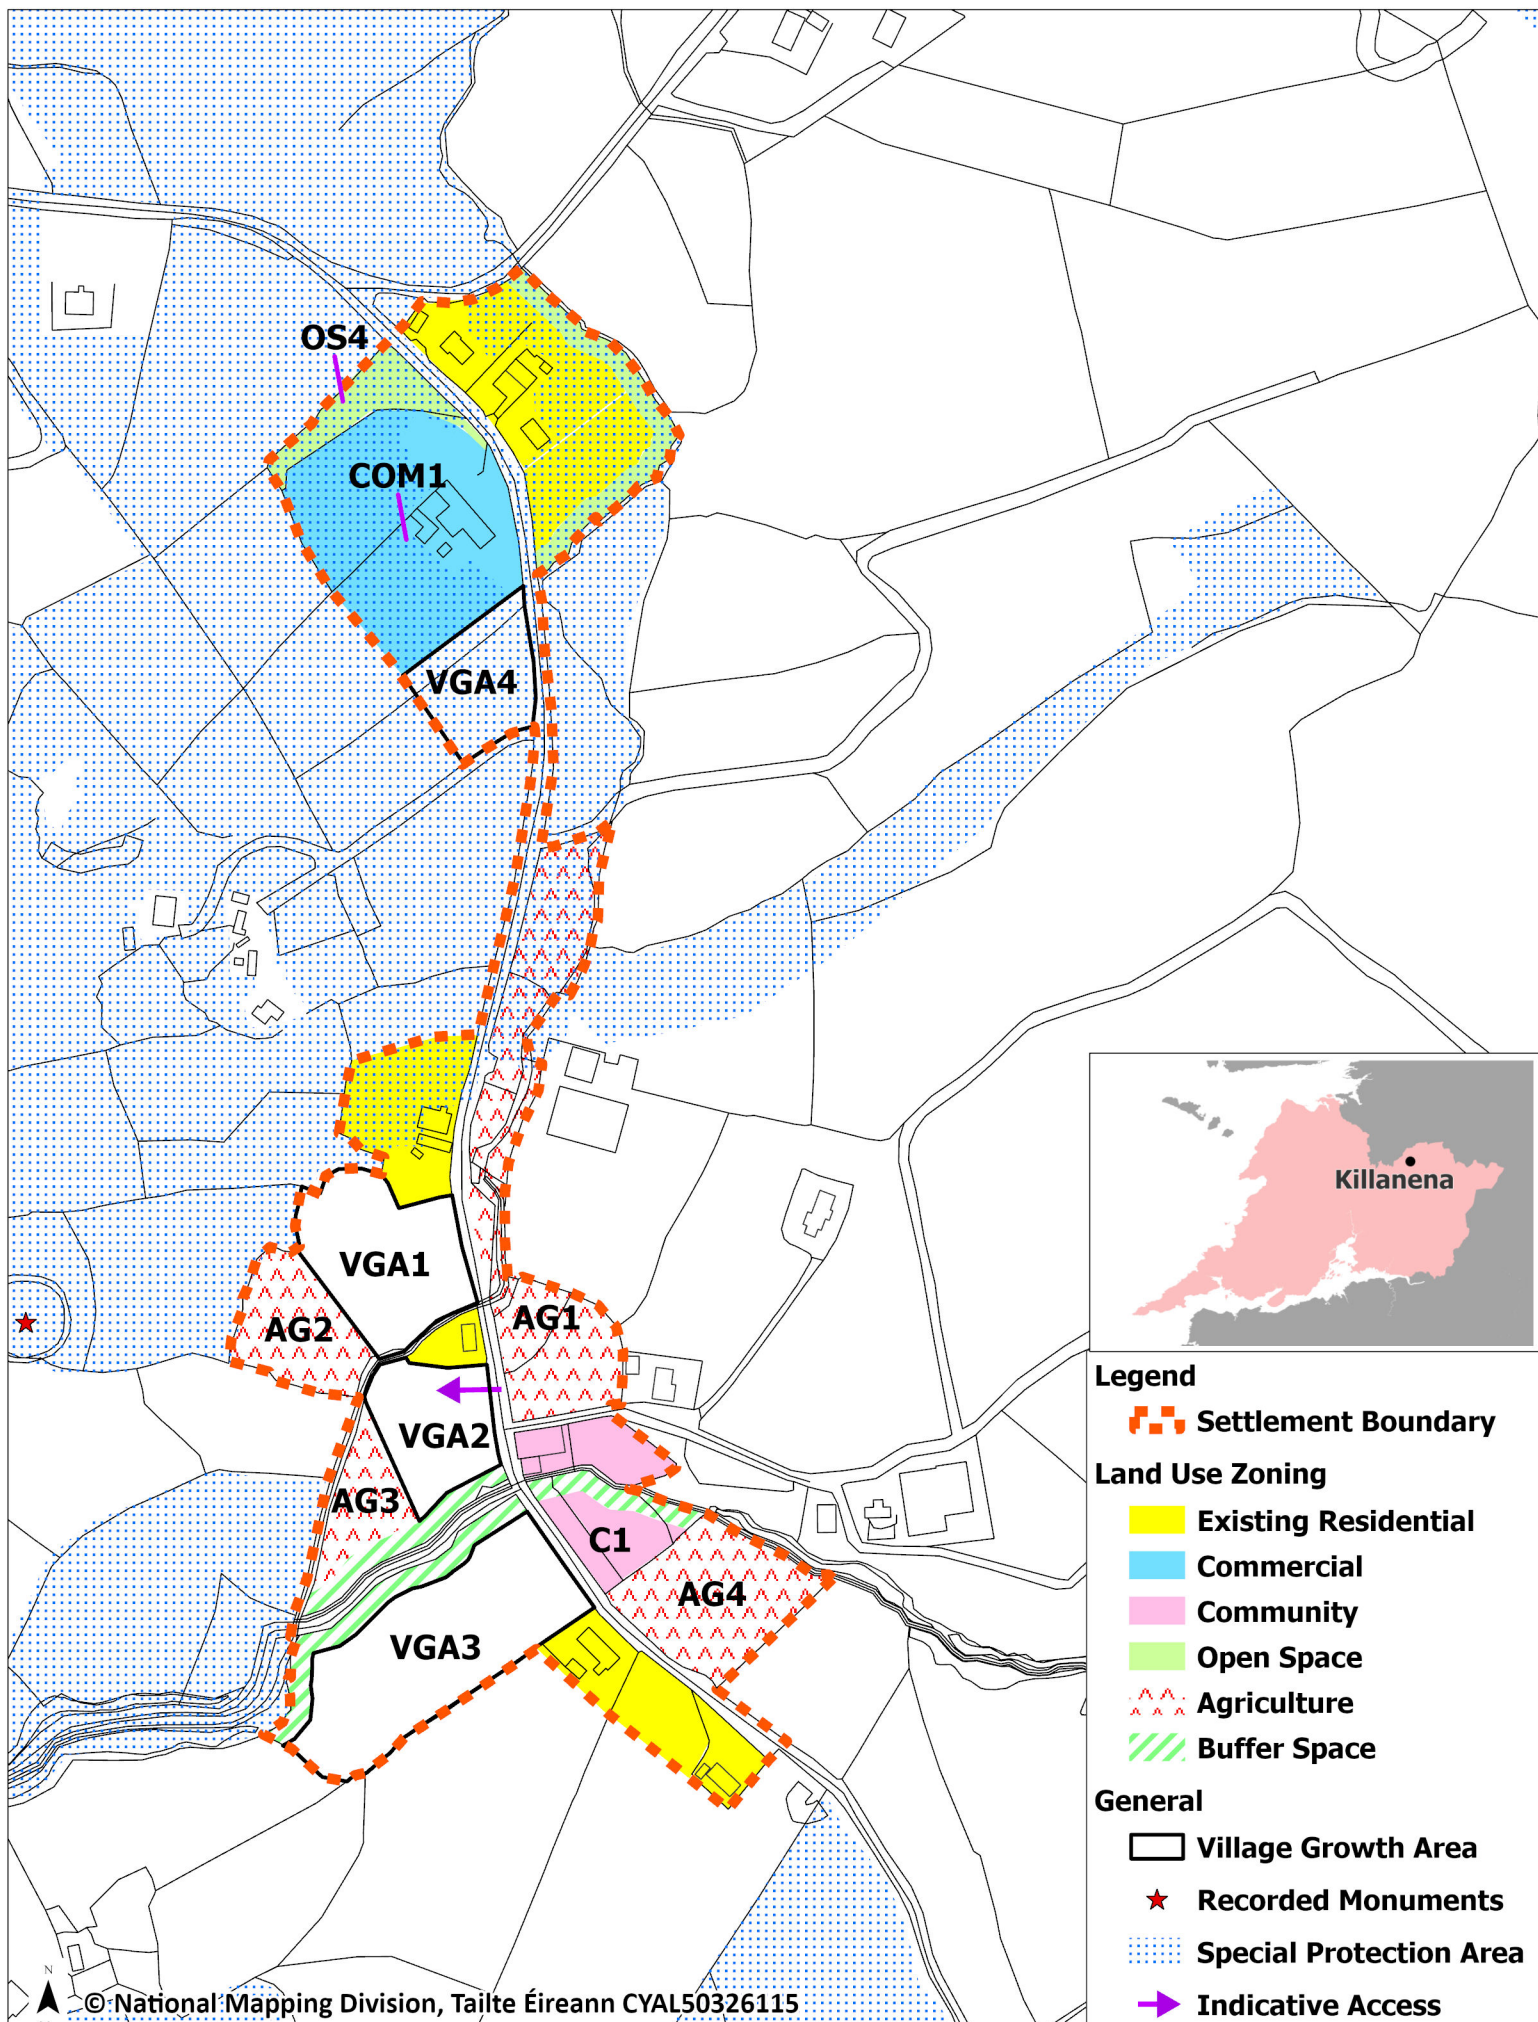 OS4
COM1
VGA4
VGA1
AG2
AG1
VGA2
AG3
C1
AG4
VGA3
Killanena
Legend
Settlement Boundary
Land Use Zoning
Existing Residential
Commercial
Community
Open Space
Agriculture
Buffer Space
General
Village Growth Area
Recorded Monuments
Special Protection Area
Indicative Access
N
© National Mapping Division, Tailte Éireann CYAL50326115